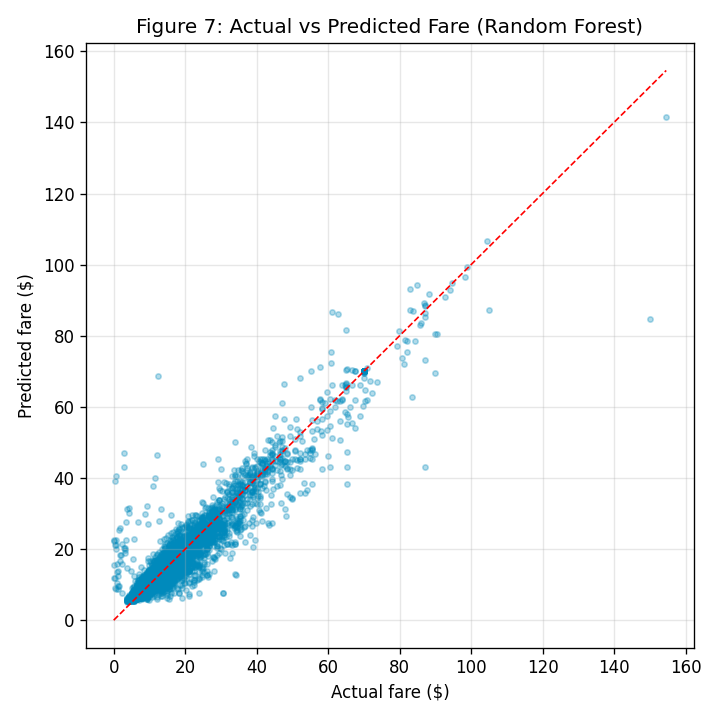 Figure 7: Actual vs Predicted Fare (Random Forest)
160
140
120
100
80
60
40
20
0
Predicted fare ($)
0 20 40 60 80 100 120 140 160
Actual fare ($)